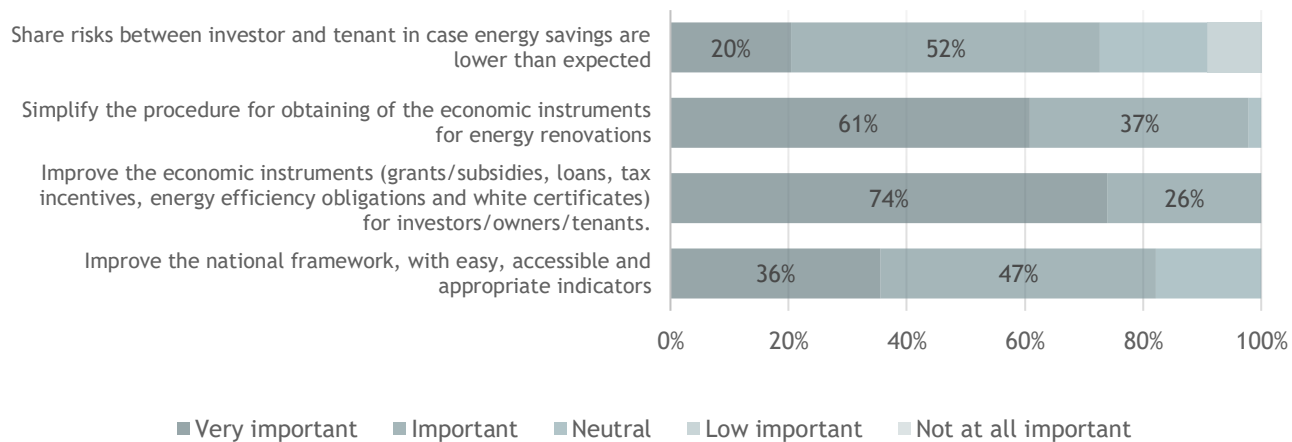 Share risks between investor and tenant in case energy savings are
lower than expected
20%
52%
Simplify the procedure for obtaining of the economic instruments
for energy renovations
61%
37%
Improve the economic instruments (grants/subsidies, loans, tax
incentives, energy efficiency obligations and white certificates)
for investors/owners/tenants.
74%
26%
Improve the national framework, with easy, accessible and
appropriate indicators
36%
47%
0% 20% 40% 60% 80% 100%
Very important Important Neutral Low important Not at all important